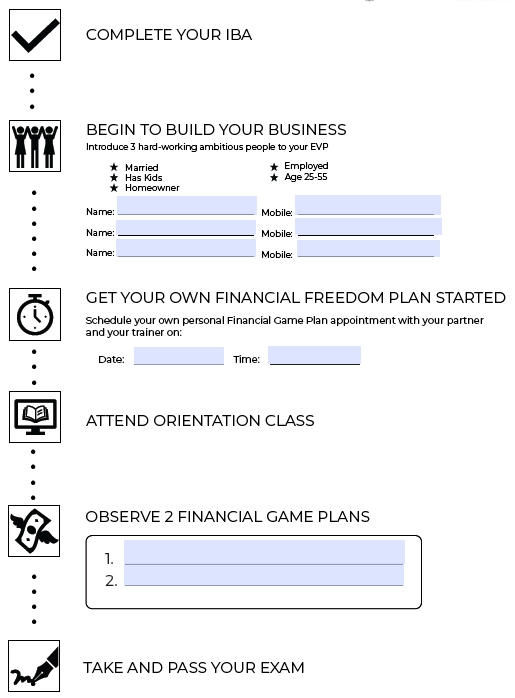 COMPLETE YOUR IBA
BEGIN TO BUILD YOUR BUSINESS
Introduce 3 hard-working ambitious people to your EVP
★ Married
★ Employed
★ Has Kids
★ Age 25-55
★ Homeowner
Name: Mobile:
Name: Mobile:
Name: Mobile:
GET YOUR OWN FINANCIAL FREEDOM PLAN STARTED
Schedule your own personal Financial Game Plan appointment with your partner
and your trainer on:
Date: Time:
ATTEND ORIENTATION CLASS
OBSERVE 2 FINANCIAL GAME PLANS
1.
2.
TAKE AND PASS YOUR EXAM